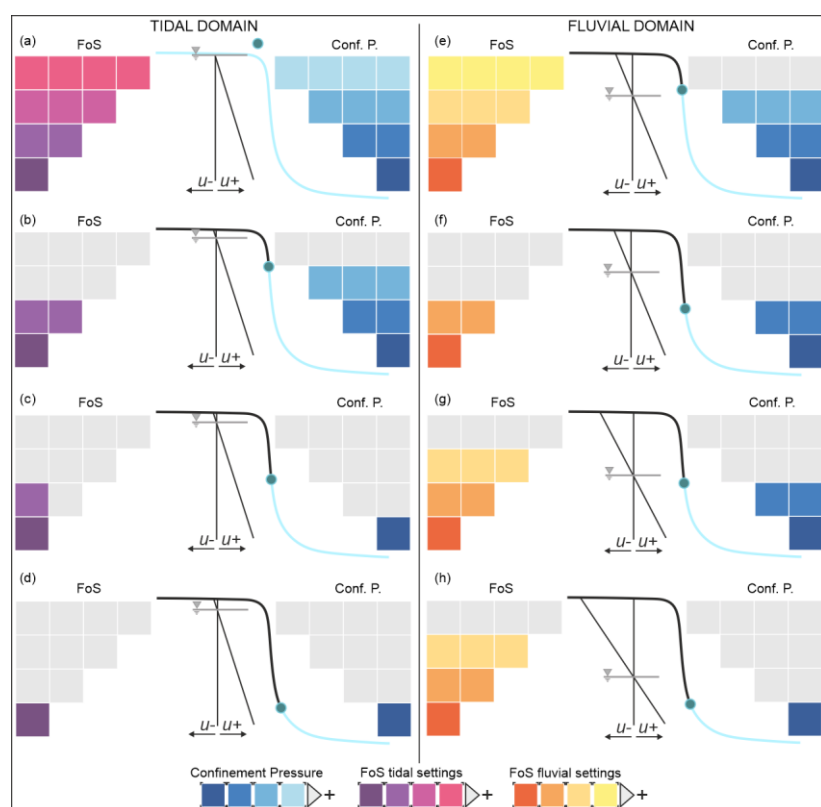 TIDAL DOMAIN
FLUVIAL DOMAIN
(a)
FoS
Conf. P.
u- u+
(e)
FoS
Conf. P.
u- u+
(b)
FoS
Conf. P.
u- u+
(f)
FoS
Conf. P.
u- u+
(c)
FoS
Conf. P.
u- u+
(g)
FoS
Conf. P.
u- u+
(d)
FoS
Conf. P.
u- u+
(h)
FoS
Conf. P.
u- u+
Confinement Pressure
+
FoS tidal settings
+
FoS fluvial settings
+